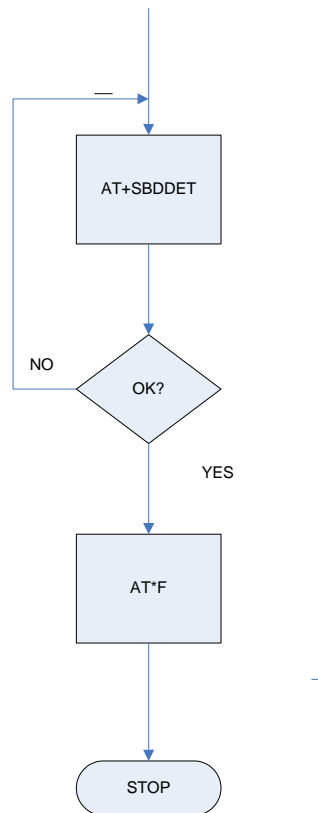 AT+SBDDET
OK?
NO
YES
AT*F
STOP